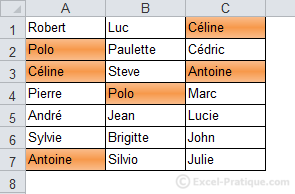 A B C
1 Robert Luc Céline
2 Polo Paulette Cédric
3 Céline Steve Antoine
4 Pierre Polo Marc
5 André Jean Lucie
6 Sylvie Brigitte John
7 Antoine Silvio Julie
8
© Excel-Pratique.com